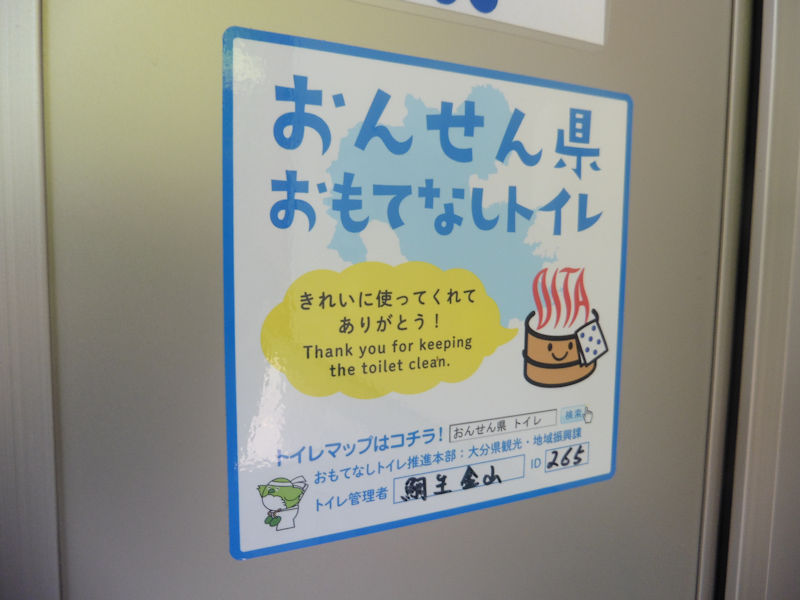 おんせん県
おもてなしトイレ
OITA
きれいに使ってくれて
ありがとう！
Thank you for keeping
the toilet clean.
トイレマップはコチラ！ おんせん県 トイレ 検索
おもてなしトイレ推進本部：大分県観光・地域振興課
トイレ管理者 鯛生金山 ID 265